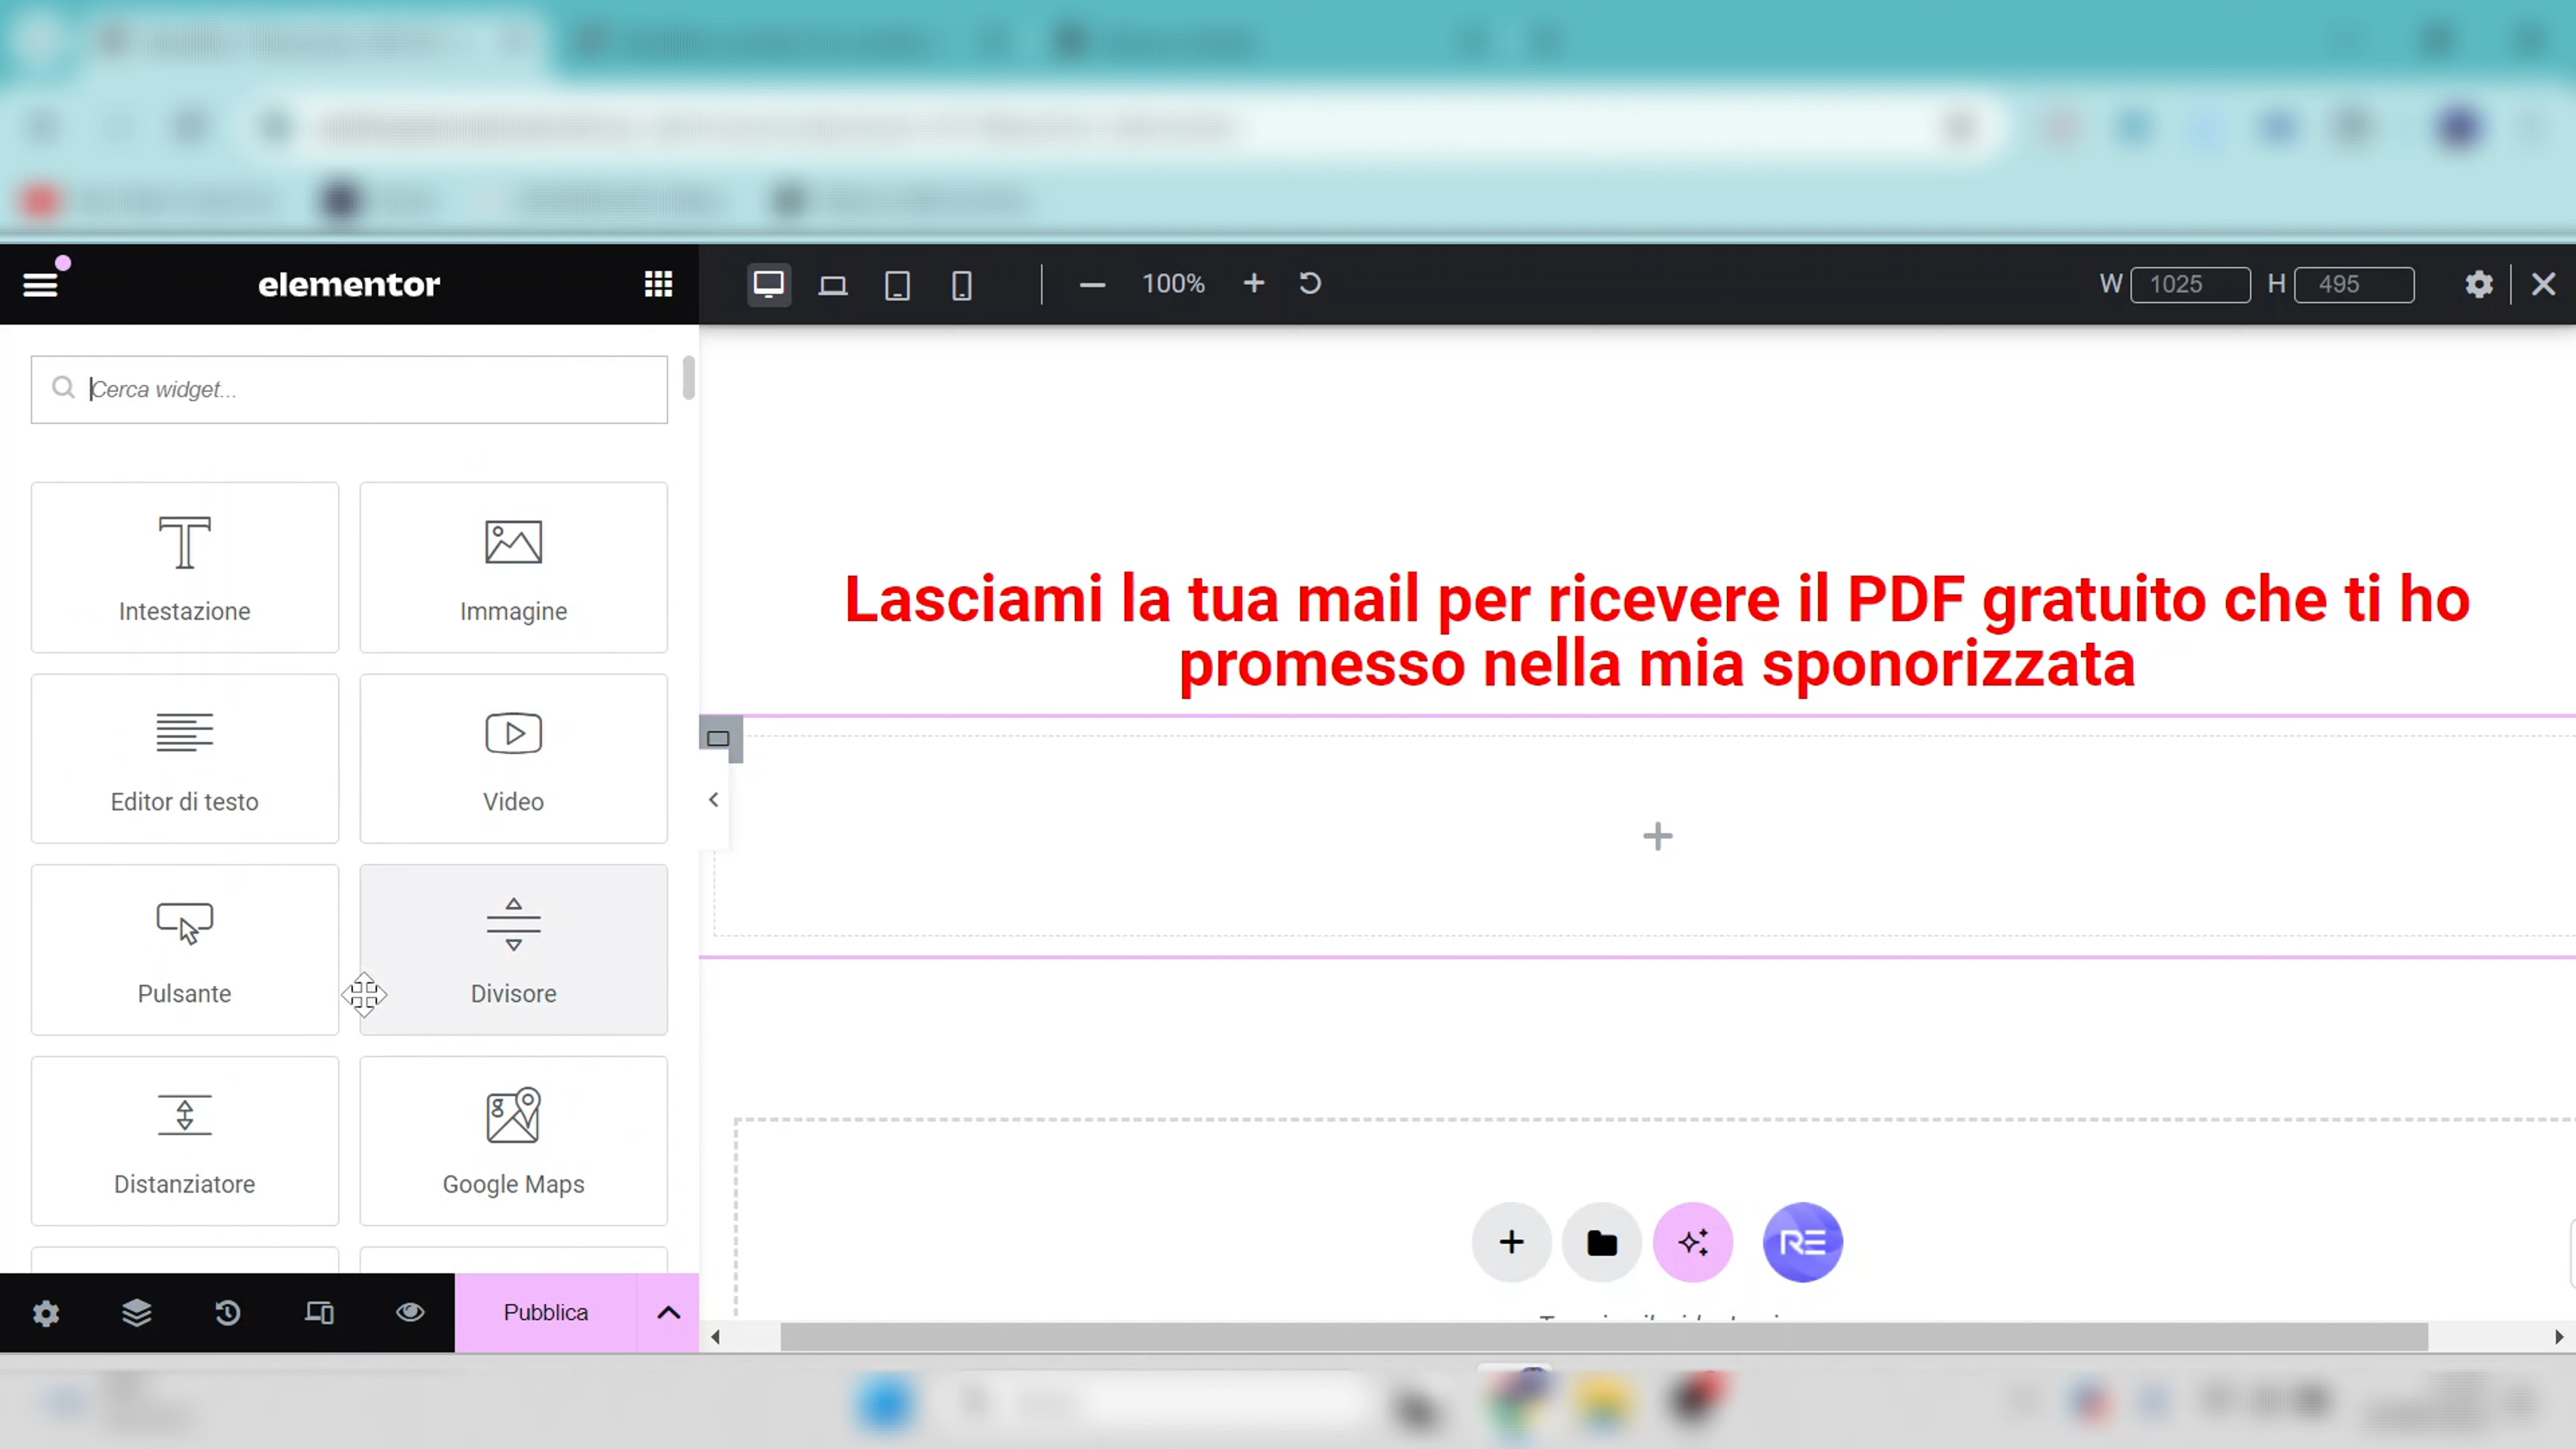 elementor
100%
W 1025 H 495
Cerca widget...
Intestazione
Immagine
Editor di testo
Video
Pulsante
Divisore
Distanziatore
Google Maps
Pubblica
Lasciami la tua mail per ricevere il PDF gratuito che ti ho
promesso nella mia sponorizzata
RE